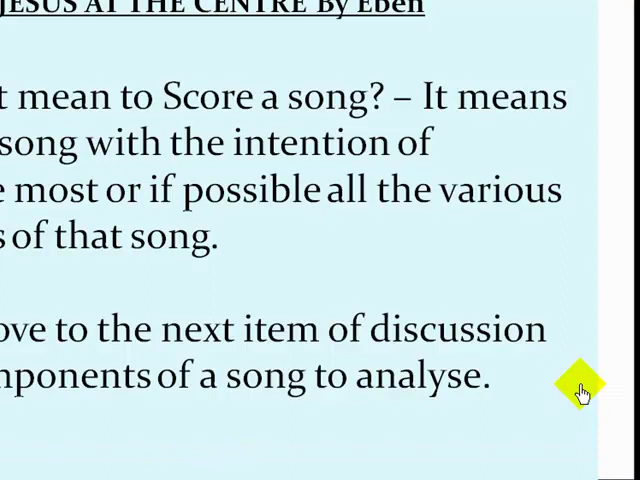 JESUS AT THE CENTRE By Eben
t mean to Score a song? – It means
song with the intention of
e most or if possible all the various
s of that song.
ove to the next item of discussion
nponents of a song to analyse.